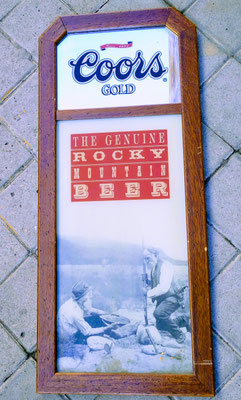 Coors
GOLD
THE GENUINE
ROCKY
MOUNTAIN
BEER